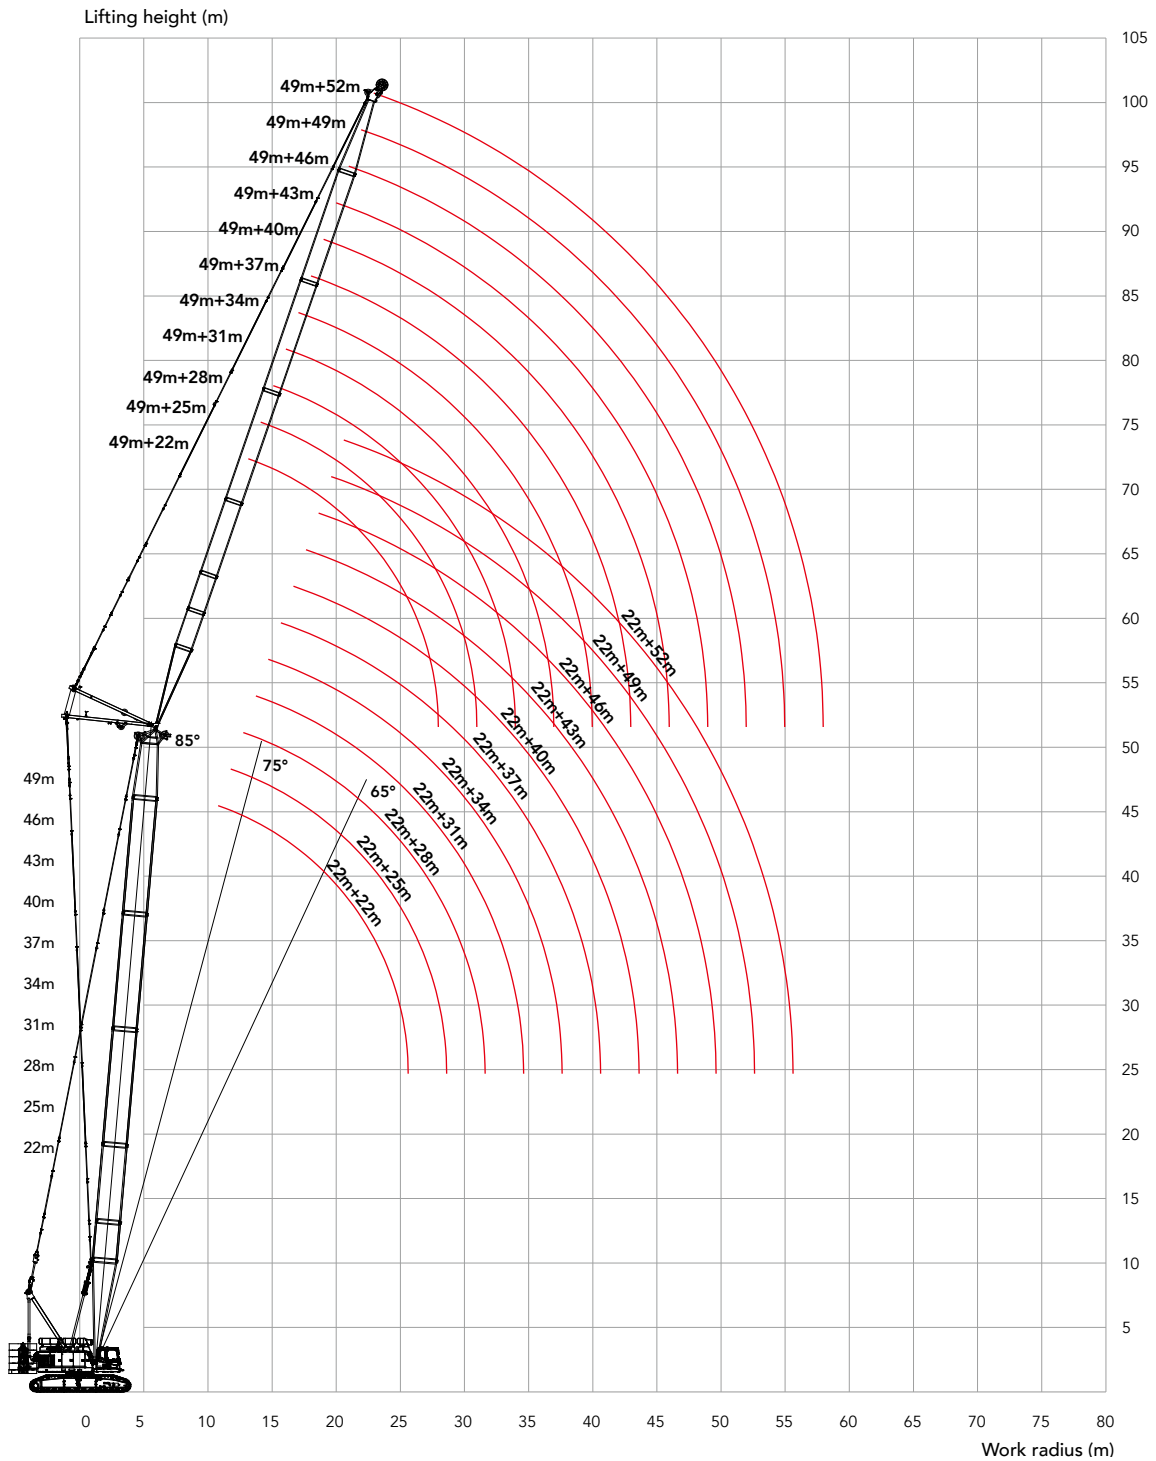 Lifting height (m)
105
49m+52m
100
49m+49m
49m+46m
95
49m+43m
49m+40m
90
49m+37m
49m+34m
85
49m+31m
49m+28m
80
49m+25m
49m+22m
75
70
65
60
22m+52m
22m+49m
22m+46m
55
22m+43m
22m+40m
85°
50
75°
22m+37m
49m
65°
22m+34m
22m+31m
45
46m
22m+28m
43m
22m+25m
40
22m+22m
40m
37m
35
34m
31m
30
28m
25
25m
22m
20
15
10
5
0 5 10 15 20 25 30 35 40 45 50 55 60 65 70 75 80
Work radius (m)